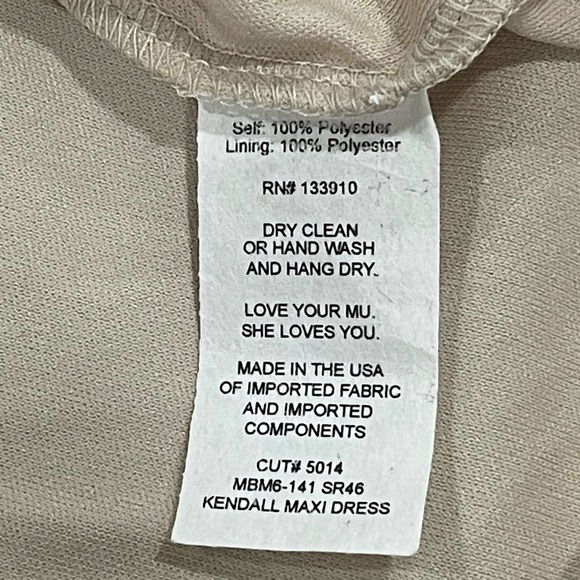 Self: 100% Polyester
Lining: 100% Polyester
RN# 133910
DRY CLEAN
OR HAND WASH
AND HANG DRY.
LOVE YOUR MU.
SHE LOVES YOU.
MADE IN THE USA
OF IMPORTED FABRIC
AND IMPORTED
COMPONENTS
CUT# 5014
MBM6-141 SR46
KENDALL MAXI DRESS